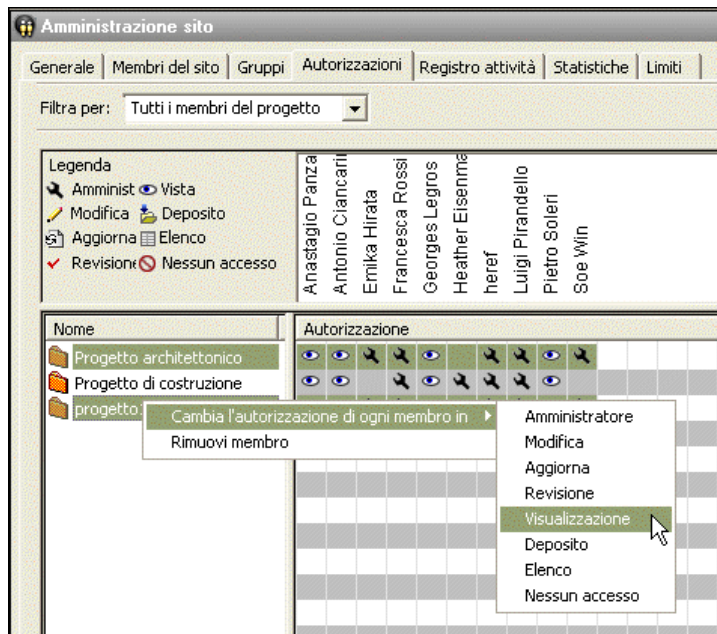 Amministrazione sito
Generale Membri del sito Gruppi Autorizzazioni Registro attività Statistiche Limiti
Filtra per: Tutti i membri del progetto
Legenda
Amminist Vista
Modifica Deposito
Aggiorna Elenco
Revisione Nessun accesso
Anastagio Panza
Antonio Ciancarii
Emika Hirata
Francesca Rossi
Georges Legros
Heather Eisenma
heref
Luigi Pirandello
Pietro Soleri
Soe Win
Nome Autorizzazione
Progetto architettonico
Progetto di costruzione
progetto
Cambia l'autorizzazione di ogni membro in
Rimuovi membro
Amministratore
Modifica
Aggiorna
Revisione
Visualizzazione
Deposito
Elenco
Nessun accesso